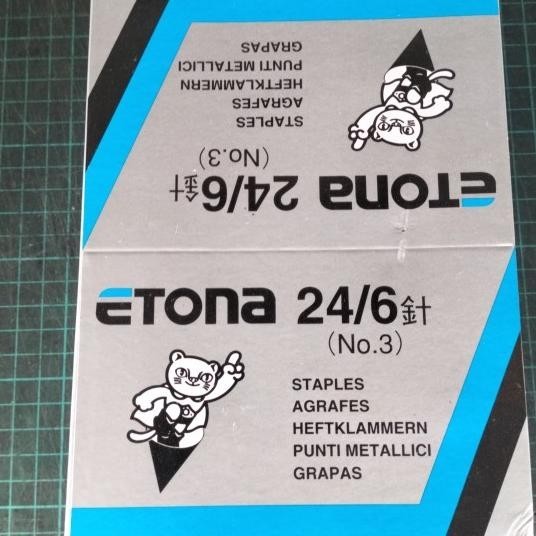 STAPLES
AGRAFES
HEFTKLAMMERN
PUNTI METALLICI
GRAPAS
ETONA 24/6針
(No.3)
ETONA 24/6針
(No.3)
STAPLES
AGRAFES
HEFTKLAMMERN
PUNTI METALLICI
GRAPAS